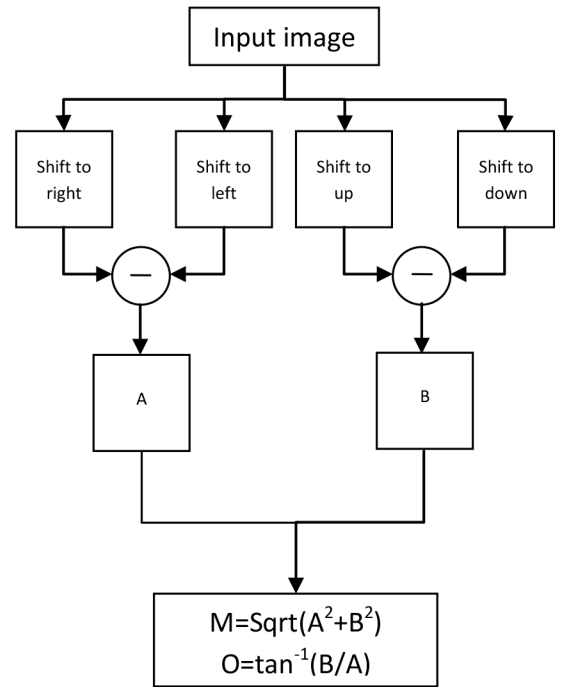 Input image
Shift to
right
Shift to
left
Shift to
up
Shift to
down
—
—
A
B
M=Sqrt(A²+B²)
O=tan⁻¹(B/A)